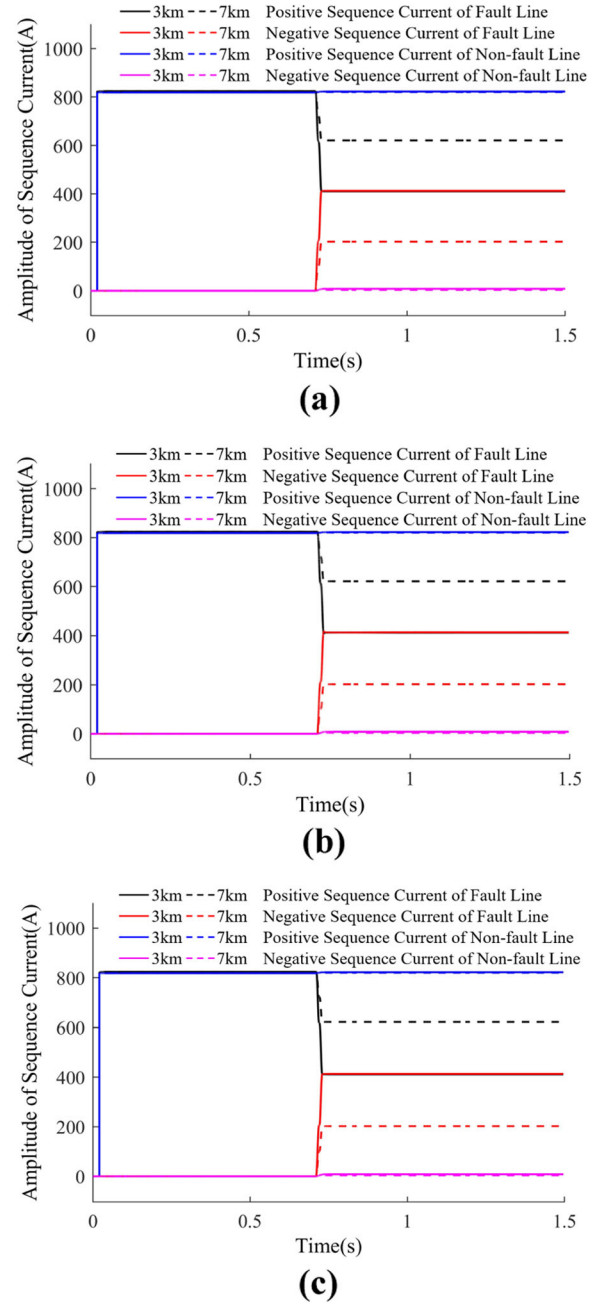 3km 7km Positive Sequence Current of Fault Line
3km 7km Negative Sequence Current of Fault Line
3km 7km Positive Sequence Current of Non-fault Line
3km 7km Negative Sequence Current of Non-fault Line
Amplitude of Sequence Current(A)
1000
800
600
400
200
0
0 0.5 1 1.5
Time(s)
(a)
3km 7km Positive Sequence Current of Fault Line
3km 7km Negative Sequence Current of Fault Line
3km 7km Positive Sequence Current of Non-fault Line
3km 7km Negative Sequence Current of Non-fault Line
Amplitude of Sequence Current(A)
1000
800
600
400
200
0
0 0.5 1 1.5
Time(s)
(b)
3km 7km Positive Sequence Current of Fault Line
3km 7km Negative Sequence Current of Fault Line
3km 7km Positive Sequence Current of Non-fault Line
3km 7km Negative Sequence Current of Non-fault Line
Amplitude of Sequence Current(A)
1000
800
600
400
200
0
0 0.5 1 1.5
Time(s)
(c)